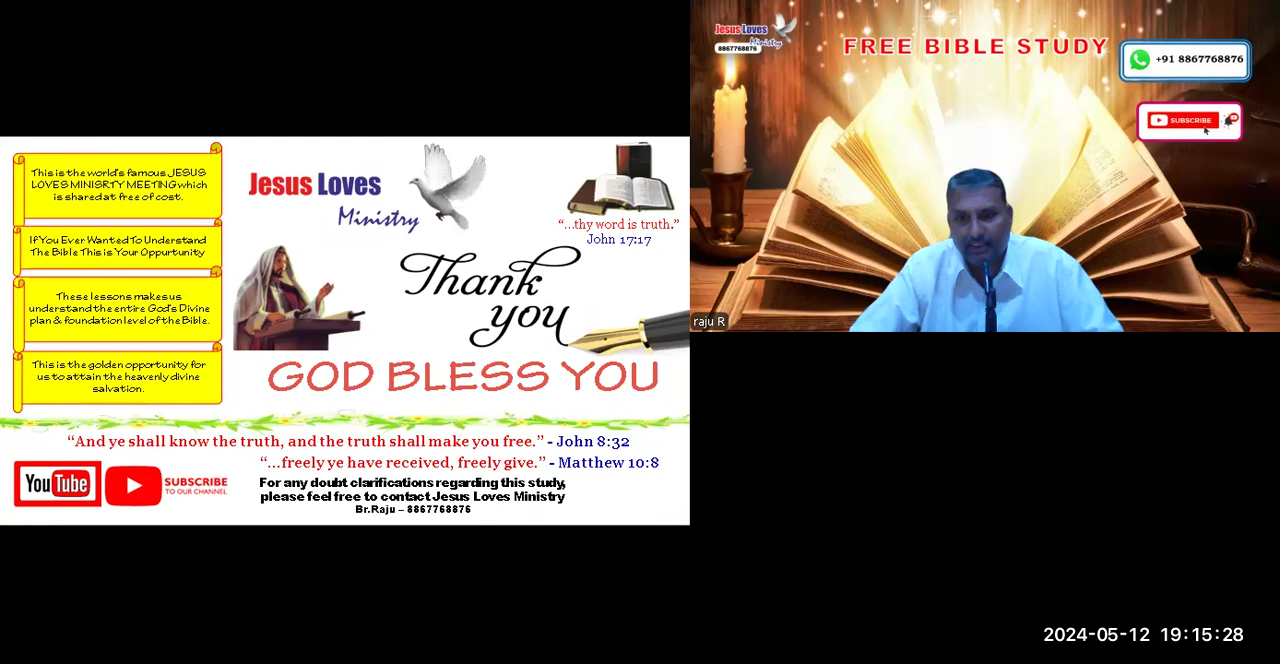 This is the world's famous JESUS
LOVES MINISRTY MEETING which
is shared at free of cost.
If You Ever Wanted To Understand
The Bible This is Your Oppurtunity
These lessons makes us
understand the entire God's Divine
plan & foundation level of the Bible.
This is the golden opportunity for
us to attain the heavenly divine
salvation.
Jesus Loves
Ministry
"...thy word is truth."
John 17:17
Thank
you
GOD BLESS YOU
"And ye shall know the truth, and the truth shall make you free." - John 8:32
"...freely ye have received, freely give." - Matthew 10:8
YouTube
SUBSCRIBE
TO OUR CHANNEL
For any doubt clarifications regarding this study,
please feel free to contact Jesus Loves Ministry
Br.Raju – 8867768876
Jesus Loves
Ministry
8867768876
FREE BIBLE STUDY
+91 8867768876
SUBSCRIBE
raju R
2024-05-12 19:15:28